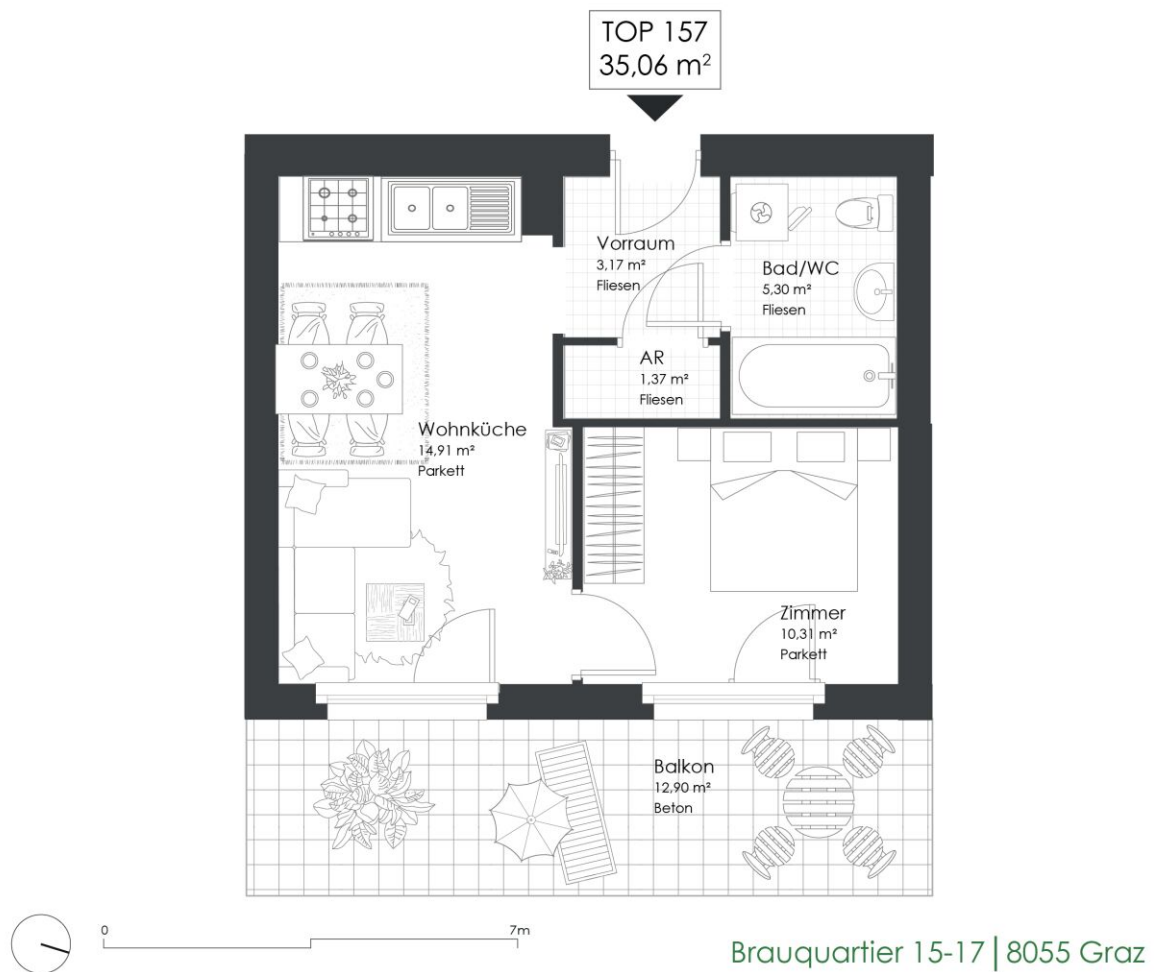 TOP 157
35,06 m²
Vorraum
3,17 m²
Fliesen
Bad/WC
5,30 m²
Fliesen
AR
1,37 m²
Fliesen
Wohnküche
14,91 m²
Parkett
Zimmer
10,31 m²
Parkett
Balkon
12,90 m²
Beton
0 7m
Brauquartier 15-17 | 8055 Graz